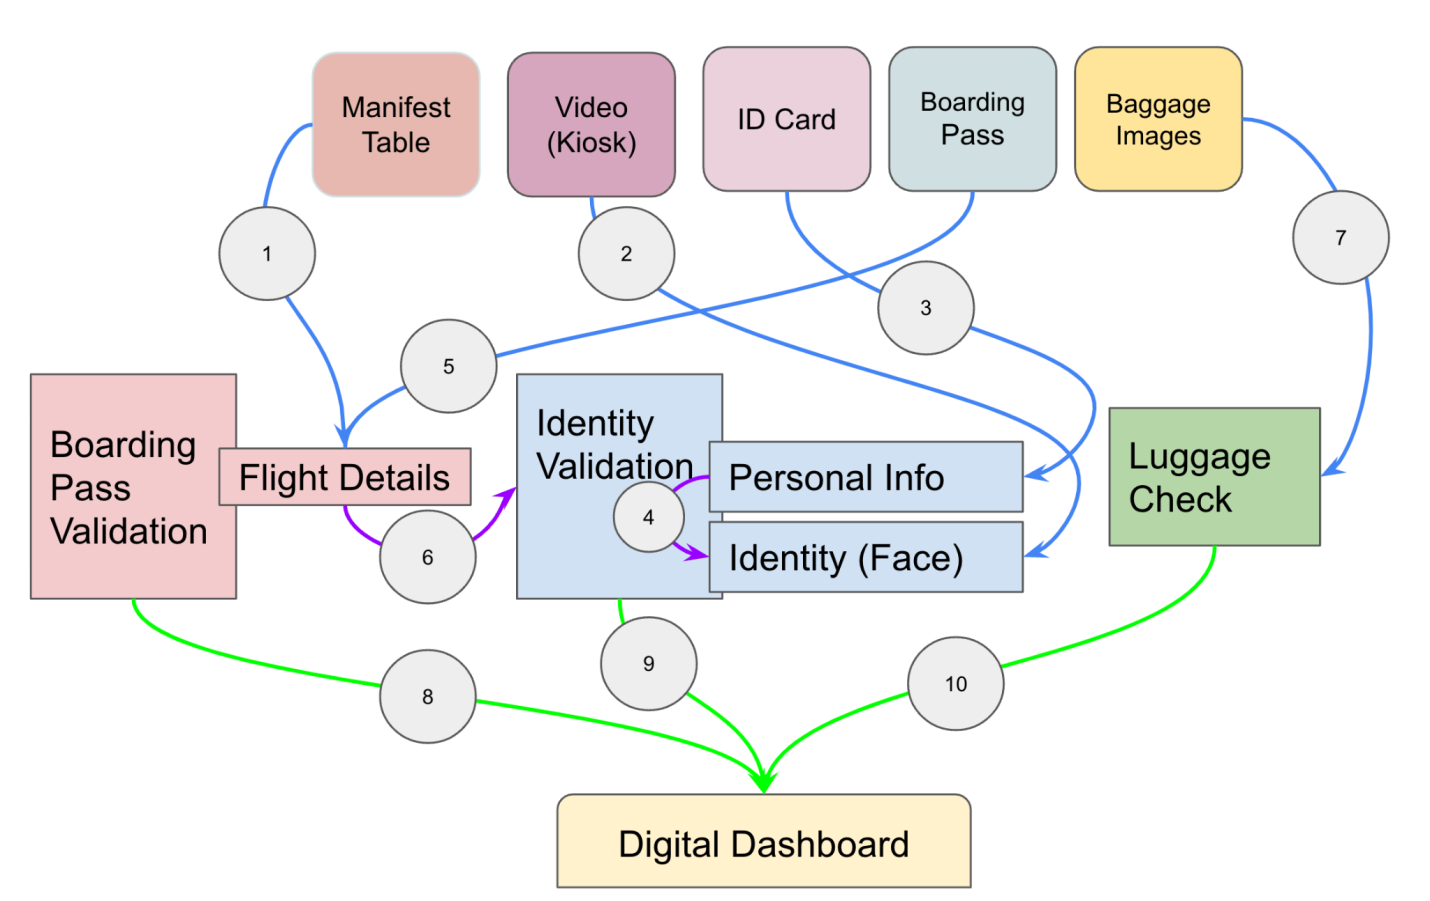 Manifest
Table
Video
(Kiosk)
ID Card
Boarding
Pass
Baggage
Images
1
2
3
7
5
Boarding
Pass
Validation
Flight Details
Identity
Validation
Personal Info
Identity (Face)
4
6
Luggage
Check
8
9
10
Digital Dashboard